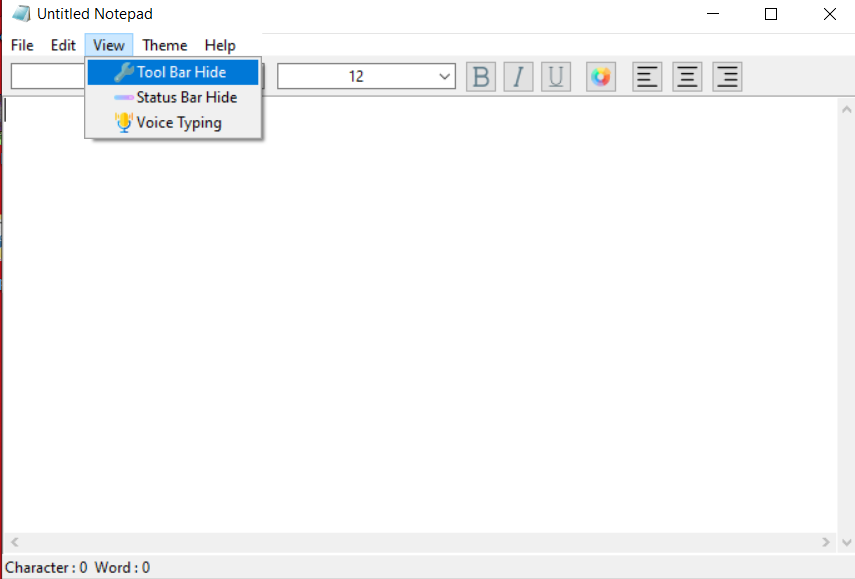 Untitled Notepad
File Edit View Theme Help
Tool Bar Hide
12 B I U
Status Bar Hide
Voice Typing
Character : 0 Word : 0